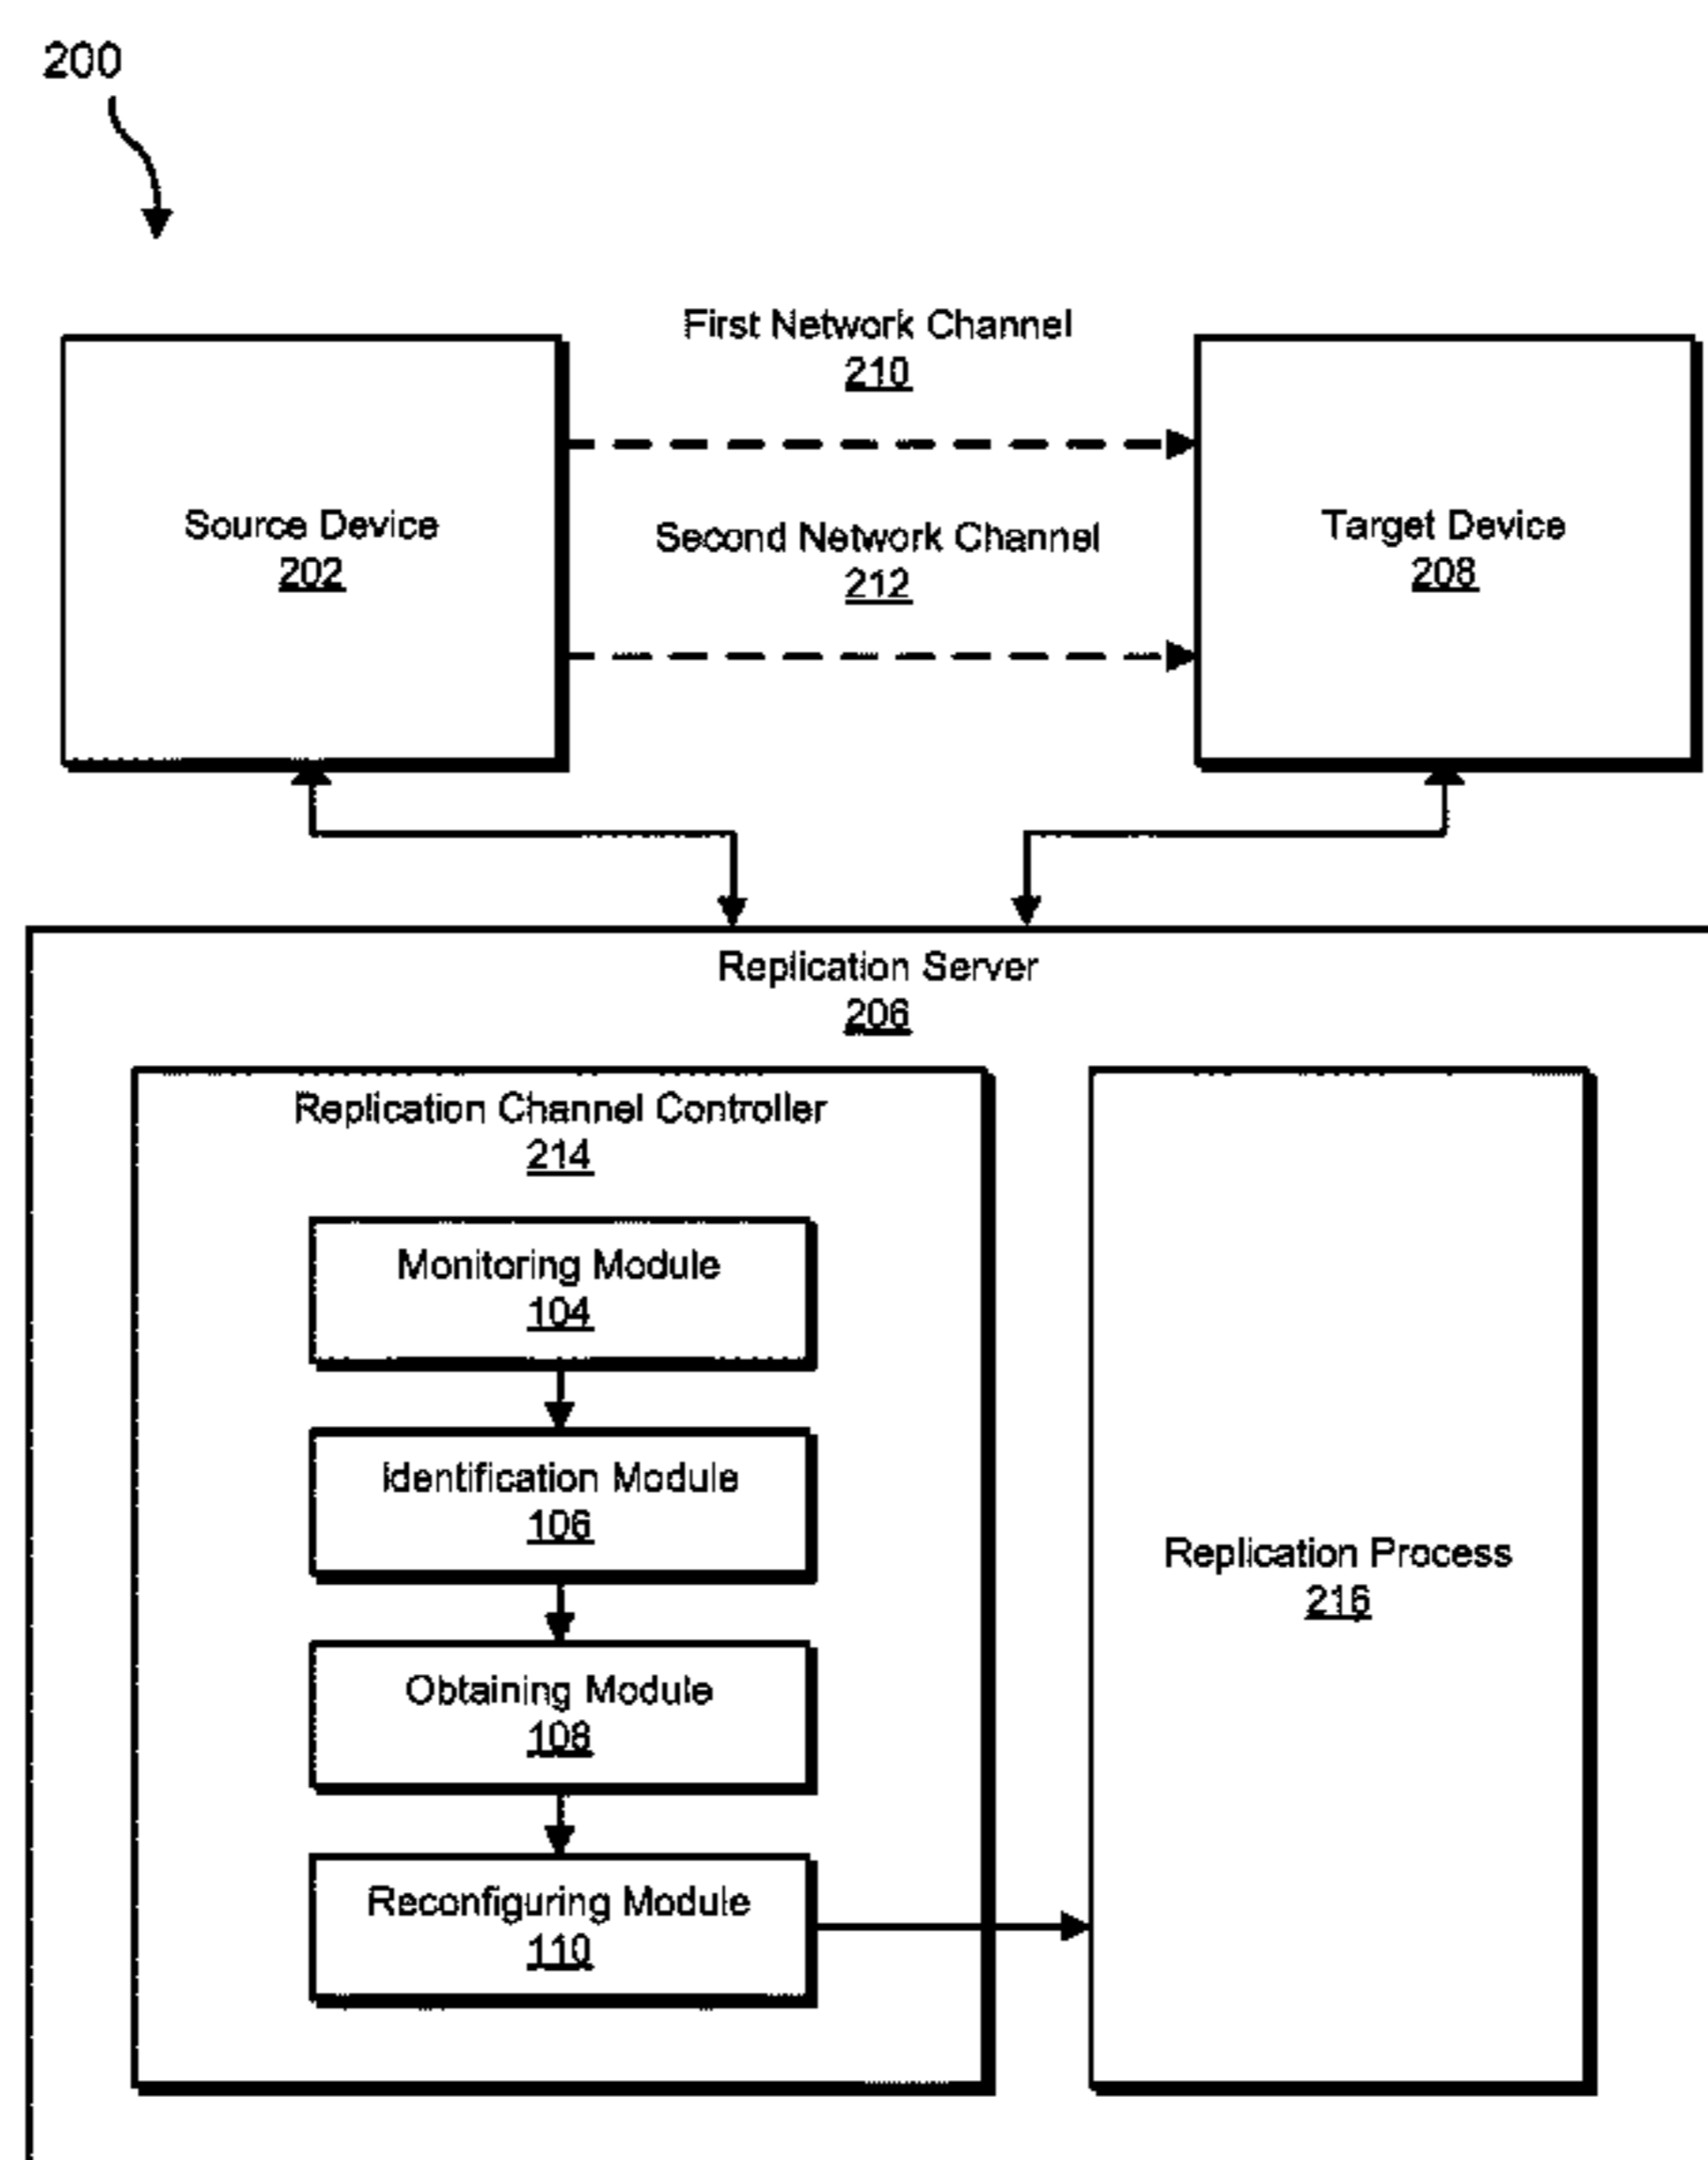 200
First Network Channel
210
Source Device
202
Second Network Channel
212
Target Device
208
Replication Server
206
Replication Channel Controller
214
Monitoring Module
104
Identification Module
106
Obtaining Module
108
Reconfiguring Module
110
Replication Process
216